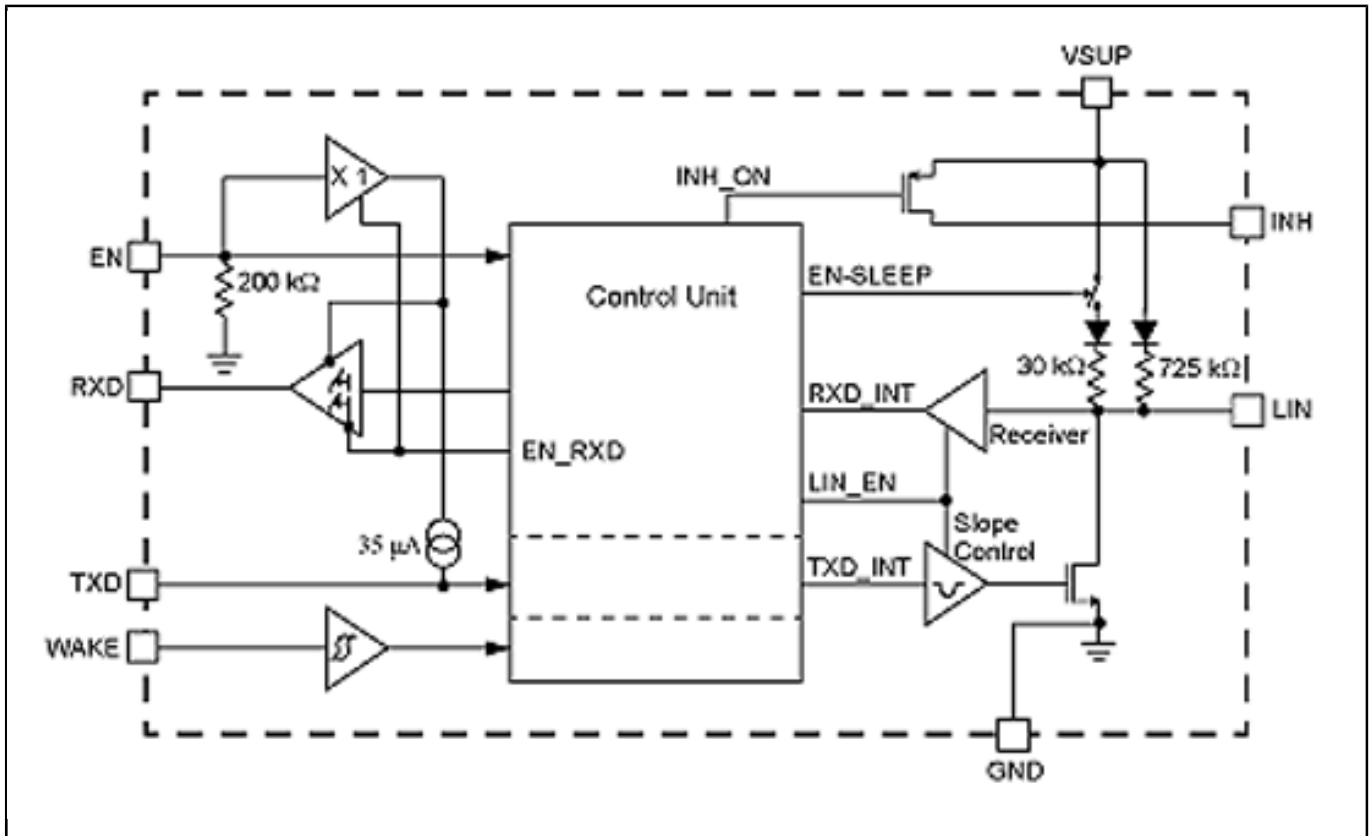 VSUP
X 1
INH_ON
INH
EN
200 kΩ
EN-SLEEP
Control Unit
30 kΩ
725 kΩ
RXD
RXD_INT
LIN
Receiver
EN_RXD
LIN_EN
Slope
Control
35 µA
TXD_INT
TXD
WAKE
GND